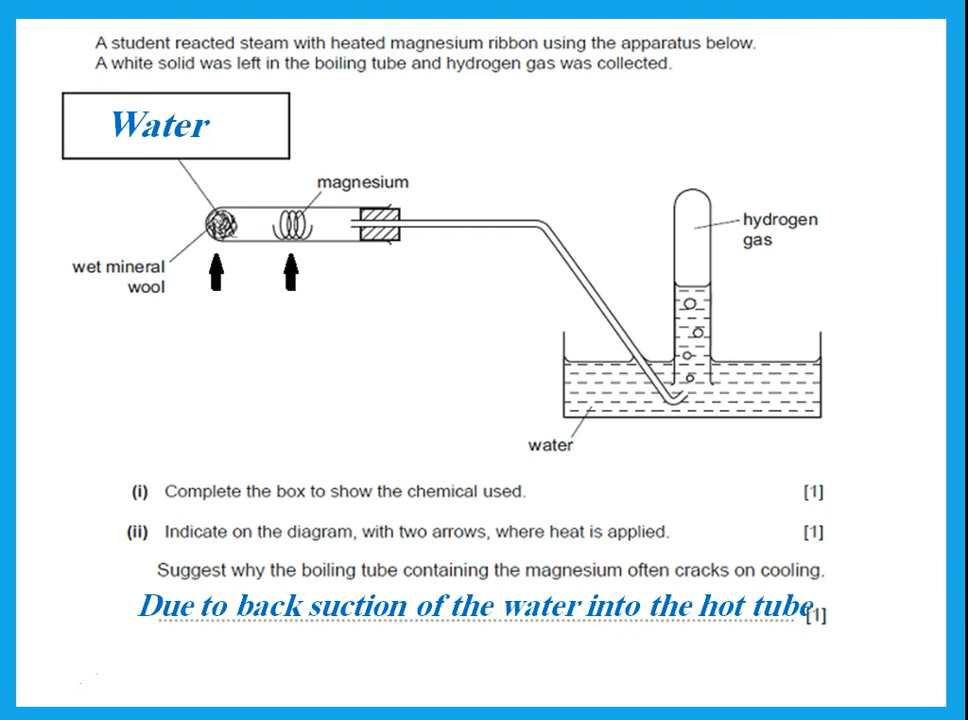 A student reacted steam with heated magnesium ribbon using the apparatus below.
A white solid was left in the boiling tube and hydrogen gas was collected.
Water
magnesium
hydrogen
gas
wet mineral
wool
water
(i) Complete the box to show the chemical used. [1]
(ii) Indicate on the diagram, with two arrows, where heat is applied. [1]
Suggest why the boiling tube containing the magnesium often cracks on cooling.
Due to back suction of the water into the hot tube [1]